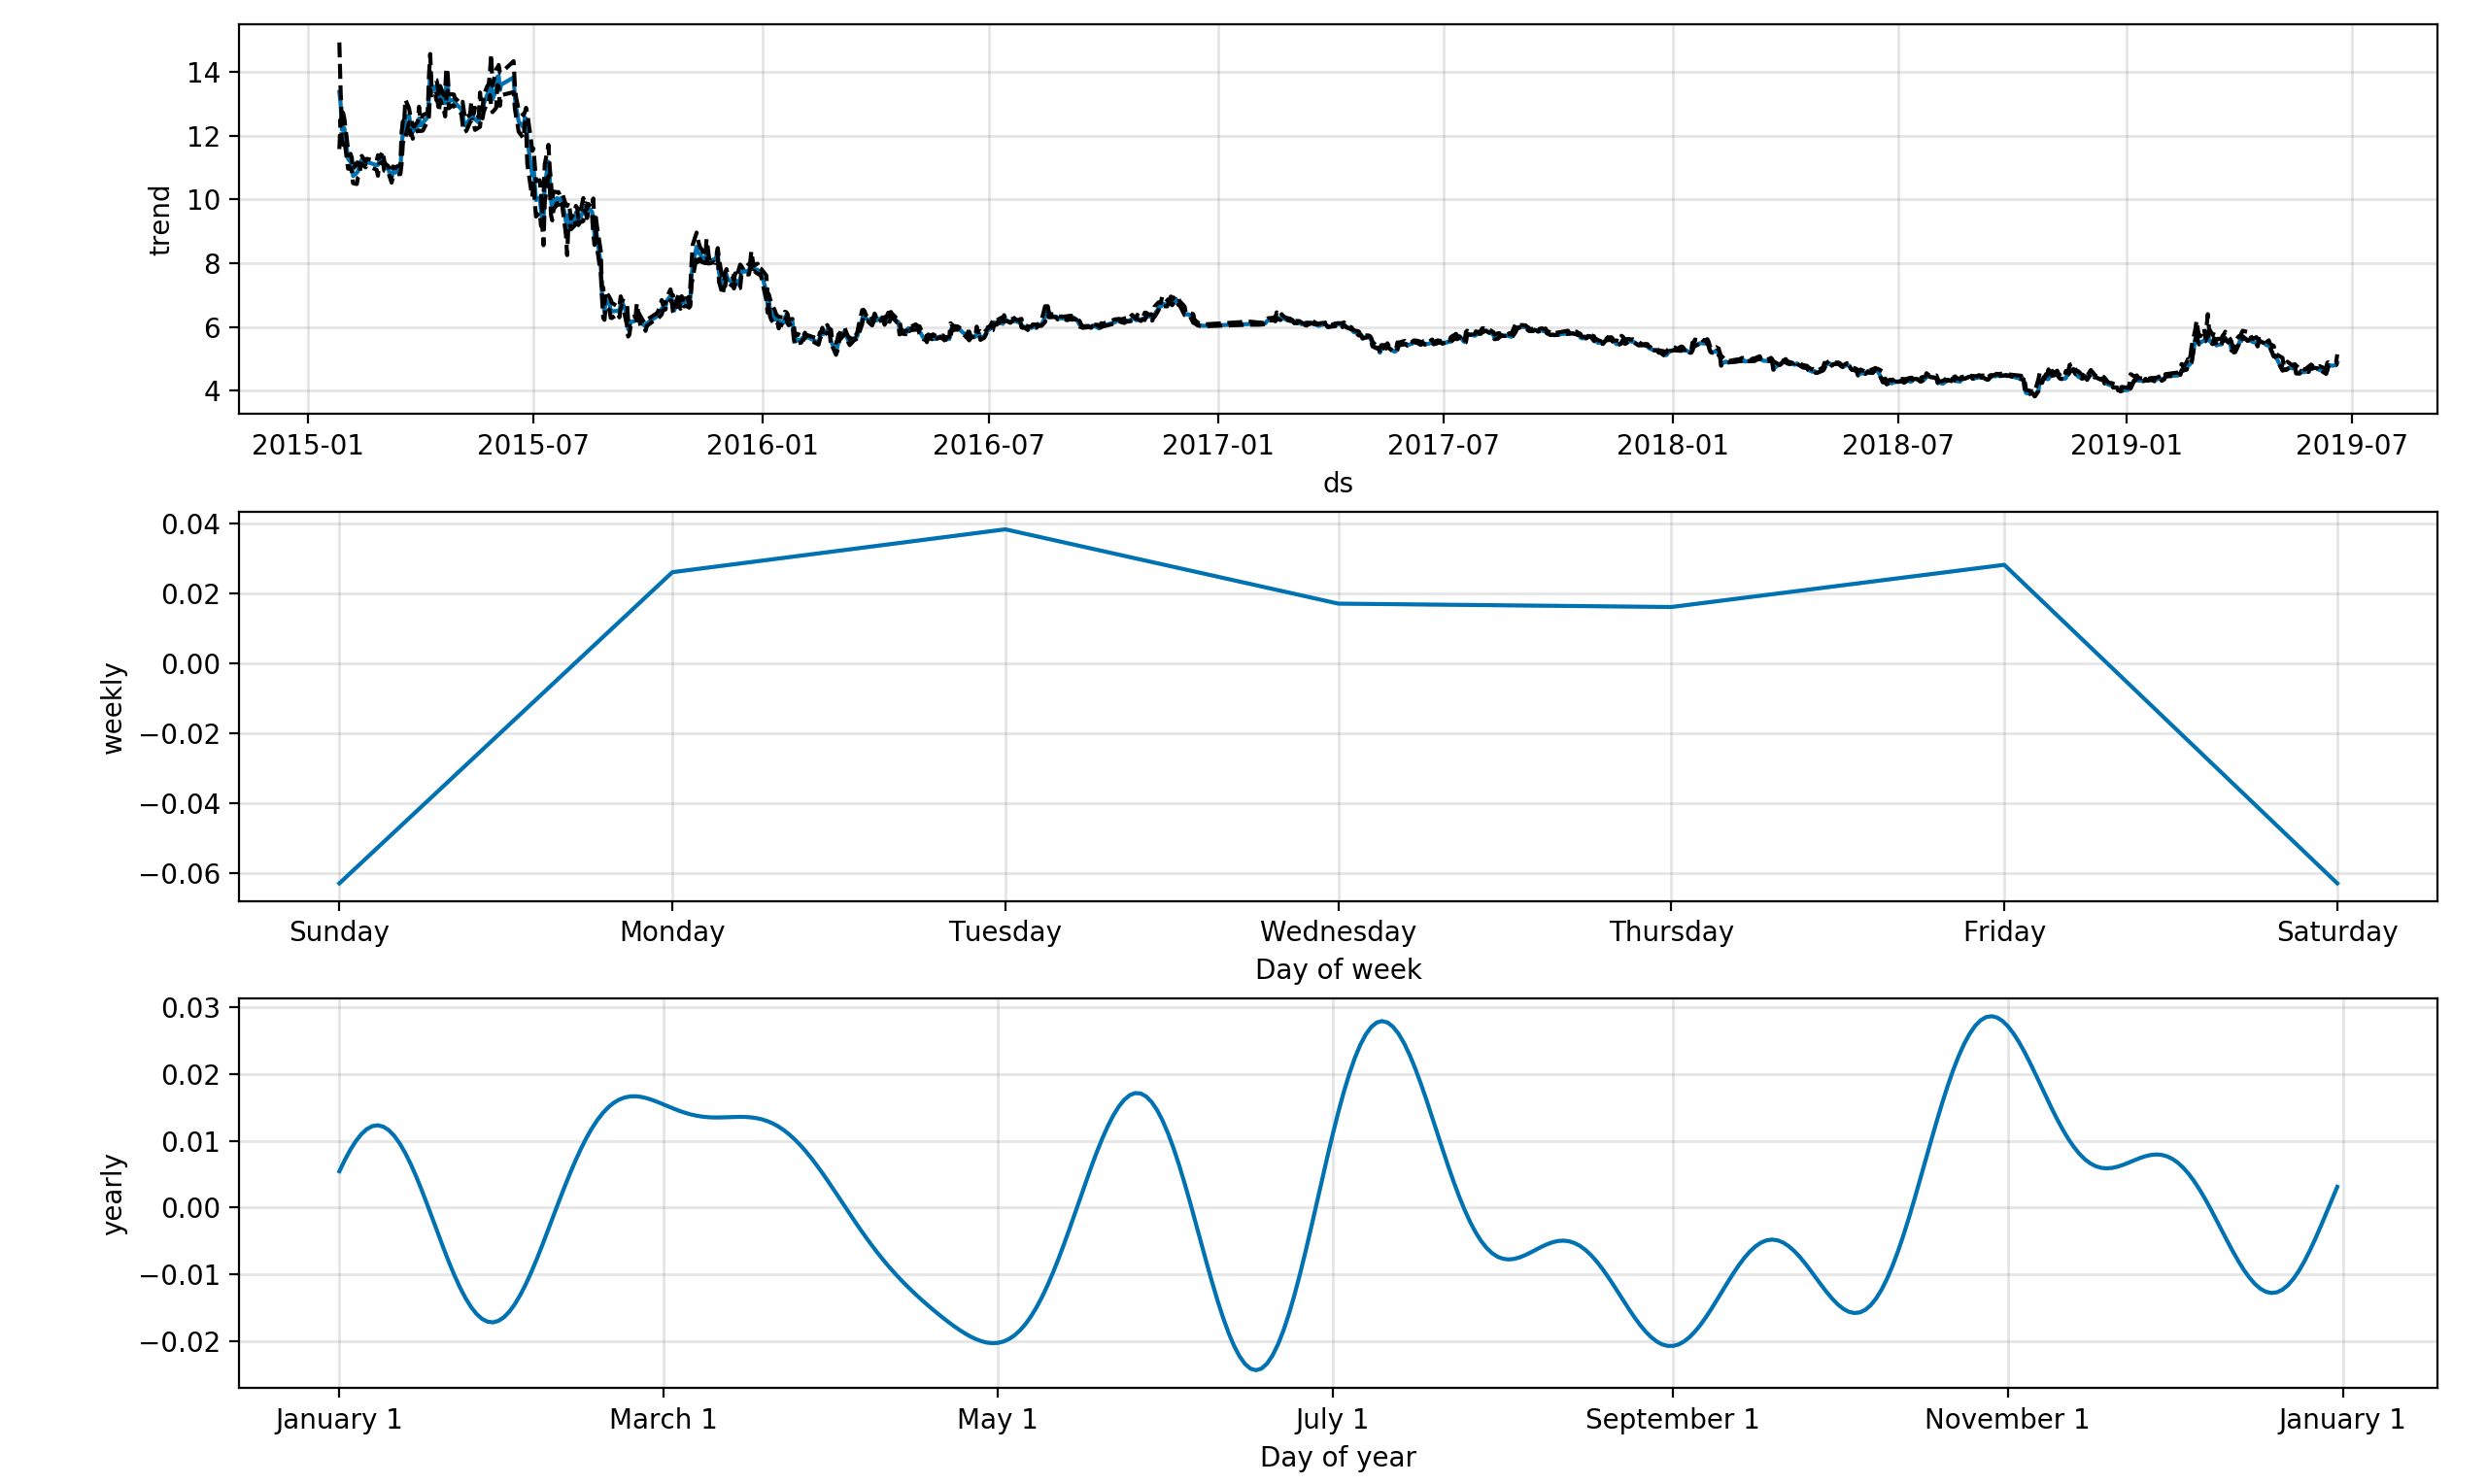 trend
14
12
10
8
6
4
2015-01 2015-07 2016-01 2016-07 2017-01 2017-07 2018-01 2018-07 2019-01 2019-07
ds
weekly
0.04
0.02
0.00
−0.02
−0.04
−0.06
Sunday Monday Tuesday Wednesday Thursday Friday Saturday
Day of week
yearly
0.03
0.02
0.01
0.00
−0.01
−0.02
January 1 March 1 May 1 July 1 September 1 November 1 January 1
Day of year